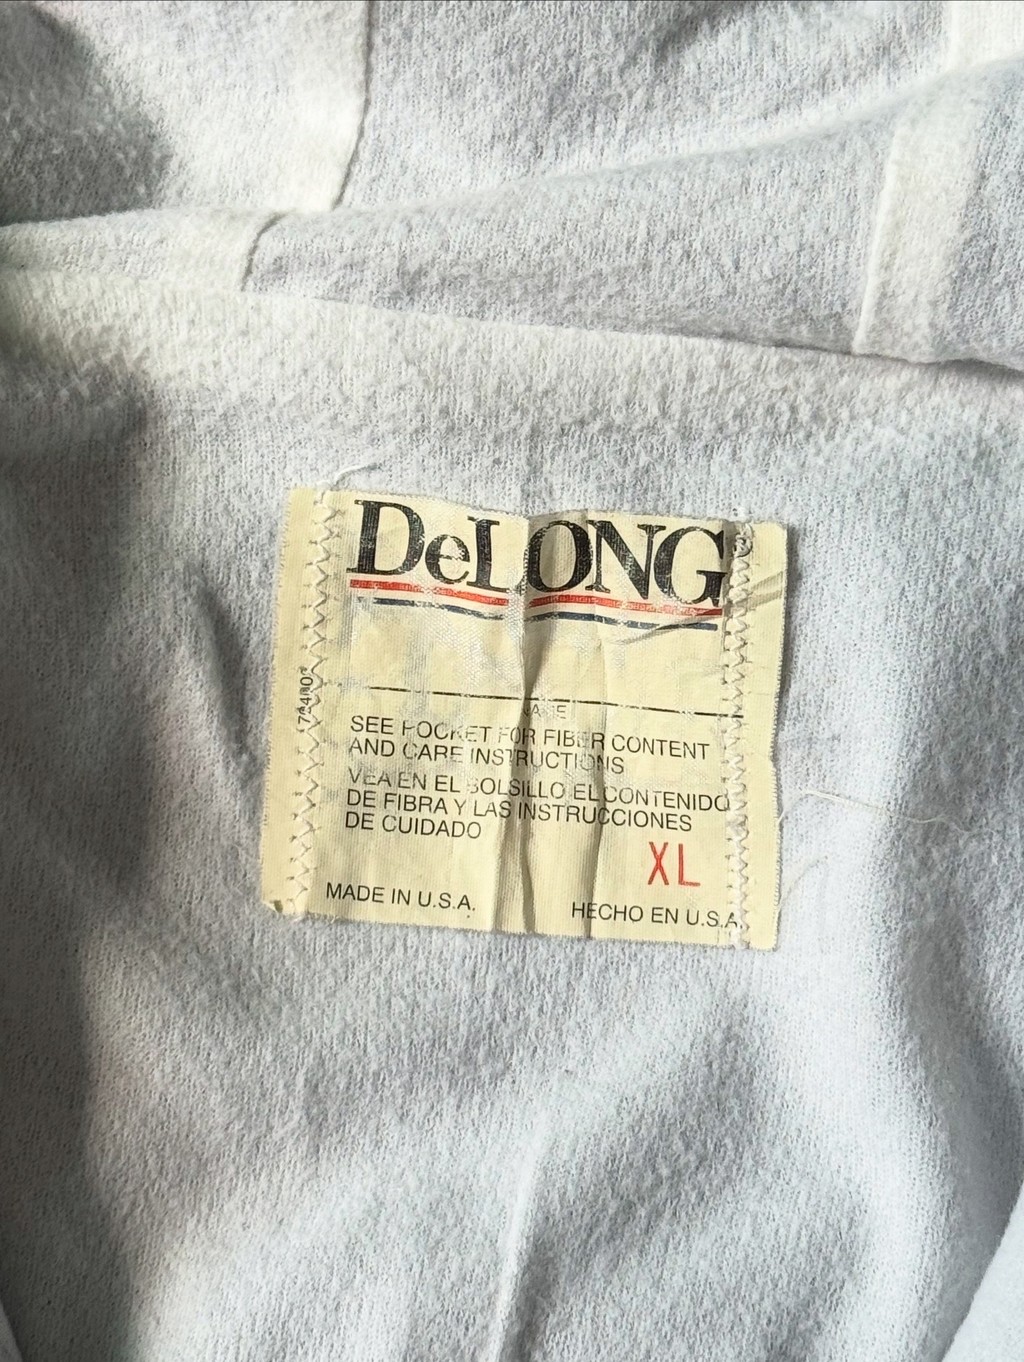 DeLONG
NAME
SEE POCKET FOR FIBER CONTENT
AND CARE INSTRUCTIONS
VEA EN EL BOLSILLO EL CONTENIDO
DE FIBRA Y LAS INSTRUCCIONES
DE CUIDADO
XL
MADE IN U.S.A.
HECHO EN U.S.A